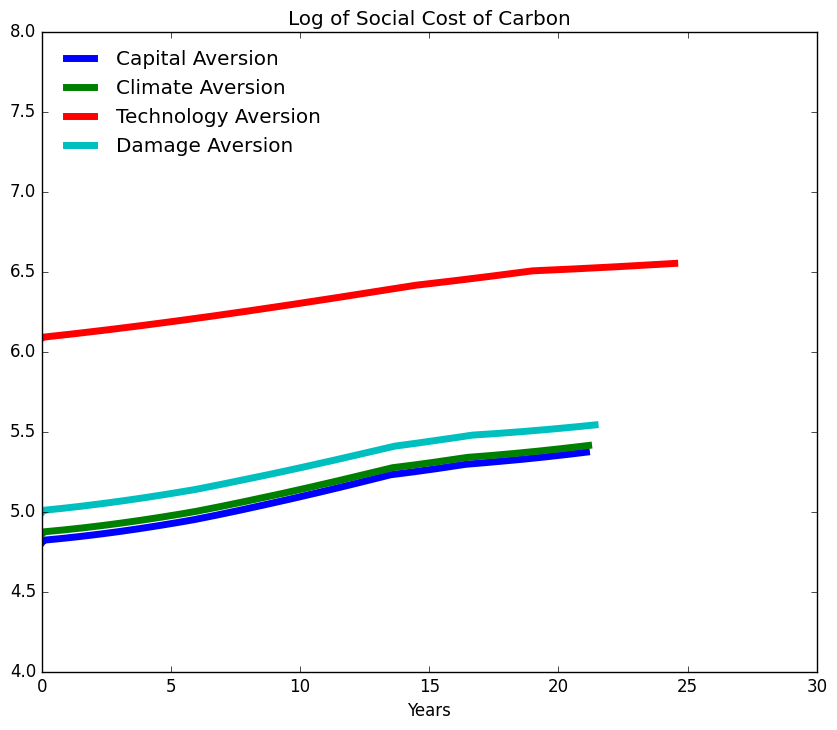 Log of Social Cost of Carbon
8.0
Capital Aversion
Climate Aversion
7.5
Technology Aversion
Damage Aversion
7.0
6.5
6.0
5.5
5.0
4.5
4.0
0 5 10 15 20 25 30
Years